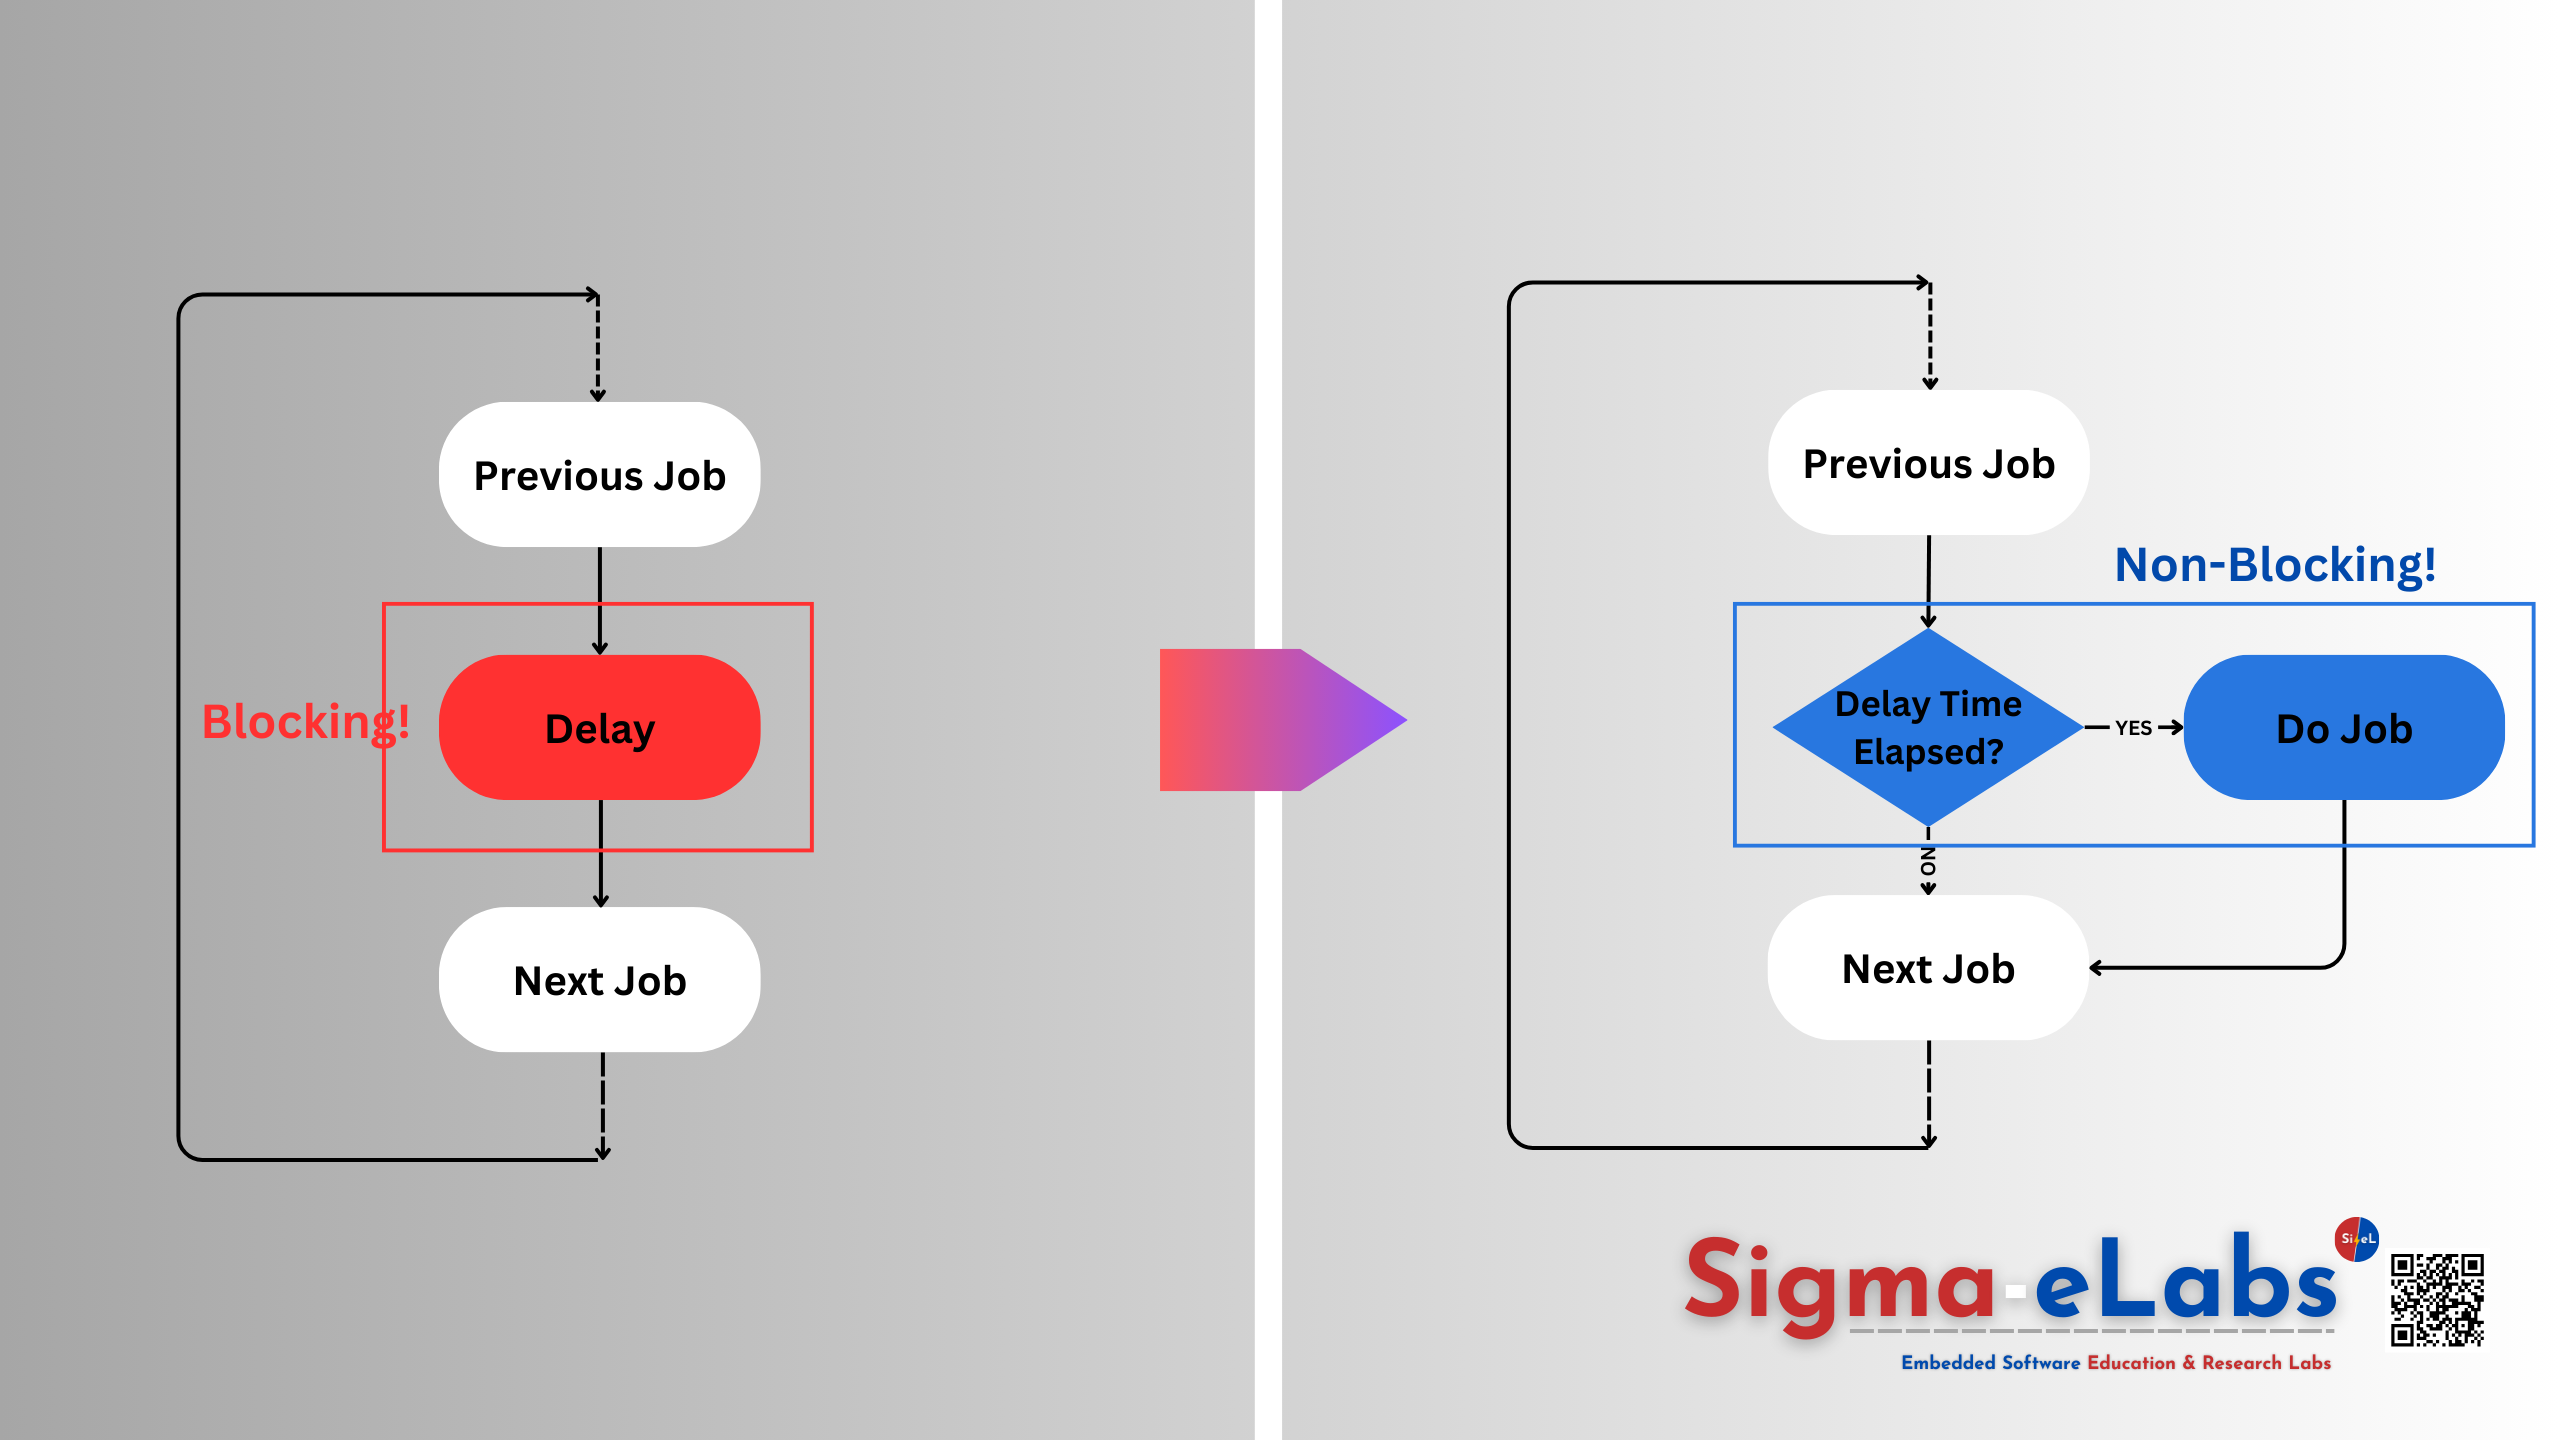 Previous Job
Blocking!
Delay
Next Job
Previous Job
Non-Blocking!
Delay Time
Elapsed?
YES
Do Job
NO
Next Job
Sigma-eLabs
SieL
Embedded Software Education & Research Labs